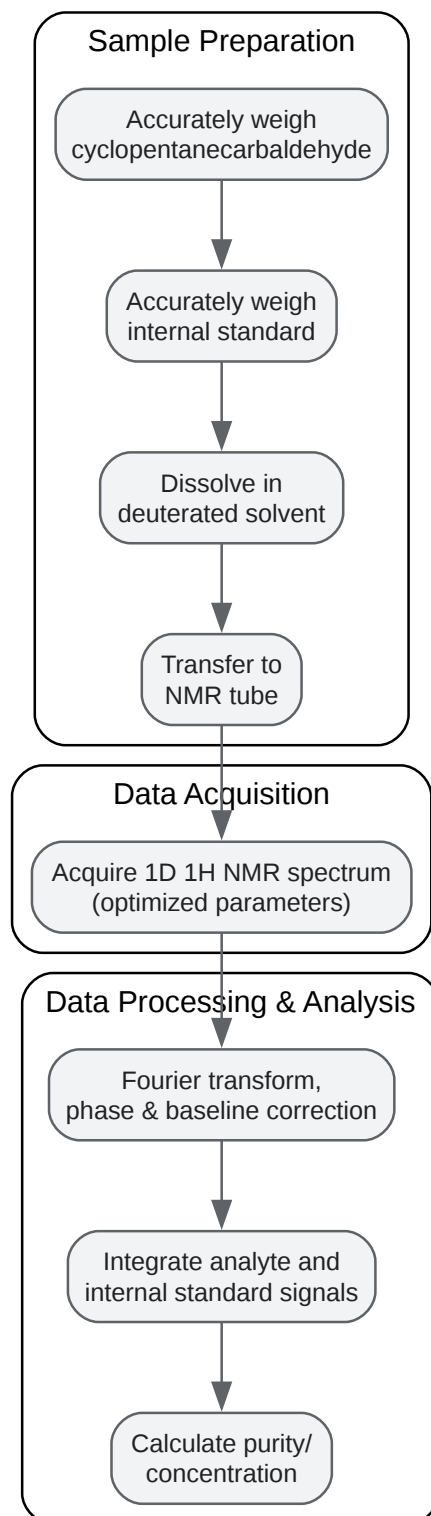 Sample Preparation
Accurately weigh
cyclopentanecarbaldehyde
Accurately weigh
internal standard
Dissolve in
deuterated solvent
Transfer to
NMR tube
Data Acquisition
Acquire 1D 1H NMR spectrum
(optimized parameters)
Data Processing & Analysis
Fourier transform,
phase & baseline correction
Integrate analyte and
internal standard signals
Calculate purity/
concentration